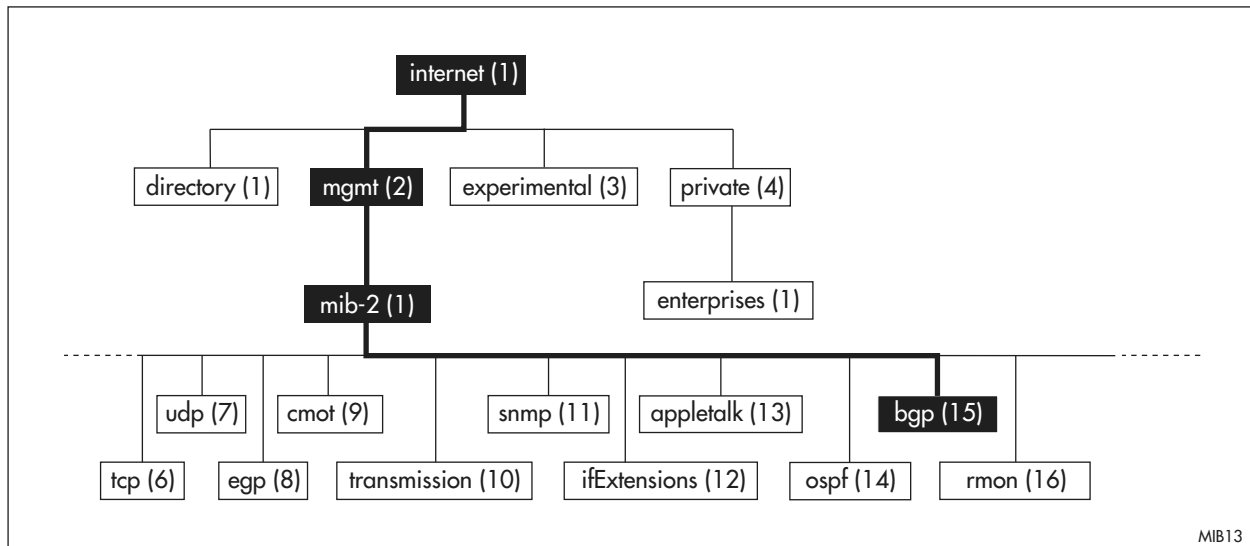 internet (1)
directory (1)
mgmt (2)
experimental (3)
private (4)
mib-2 (1)
enterprises (1)
udp (7)
cmot (9)
snmp (11)
appletalk (13)
bgp (15)
tcp (6)
egp (8)
transmission (10)
ifExtensions (12)
ospf (14)
rmon (16)
MIB13